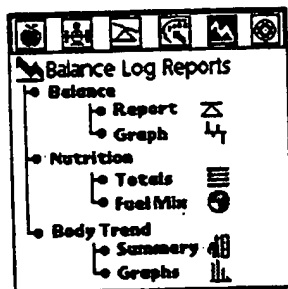 Balance Log Reports
Balance
Report
Graph
Nutrition
Totals
Fuel Mix
Body Trend
Summary
Graphs